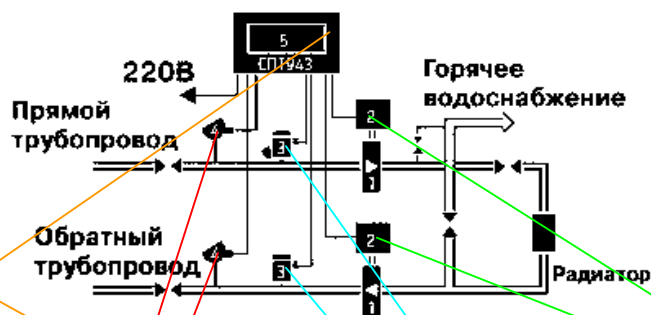 5
СПТ943
220В
Горячее
водоснабжение
Прямой
трубопровод
4
3
2
1
Обратный
трубопровод
4
3
2
1
Радиатор